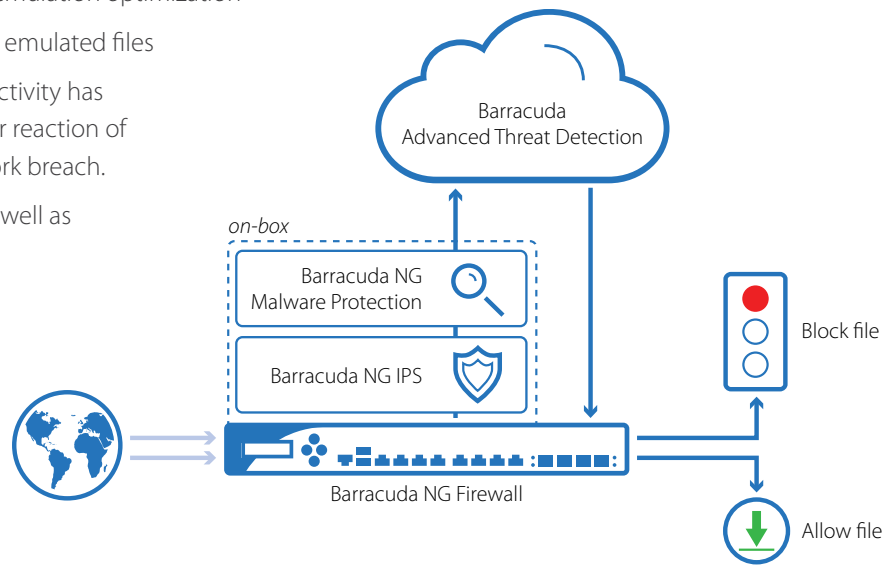 emulated files
ctivity has
r reaction of
ork breach.
well as
Barracuda
Advanced Threat Detection
on-box
Barracuda NG
Malware Protection
Barracuda NG IPS
Barracuda NG Firewall
Block file
Allow file